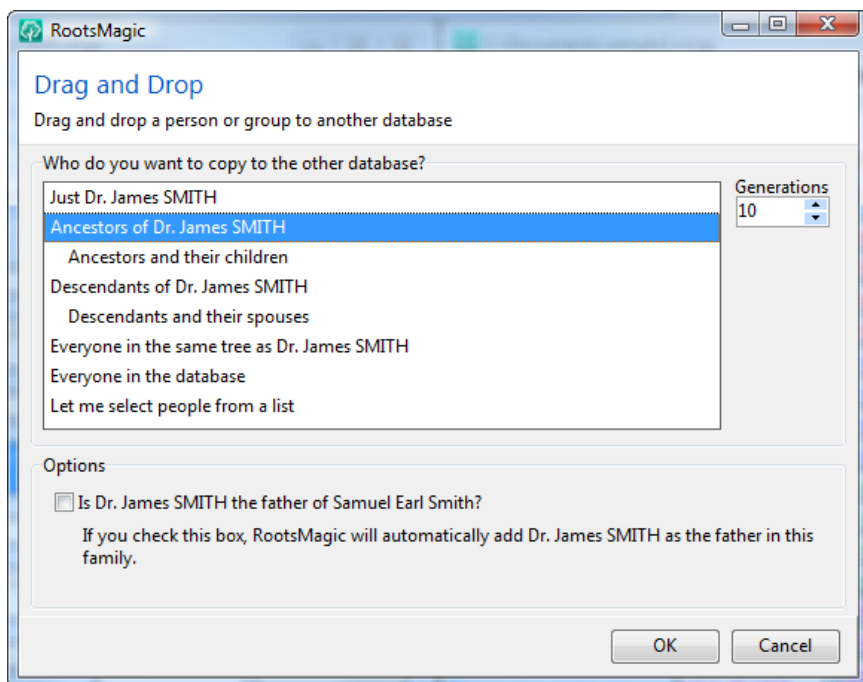 RootsMagic
Drag and Drop
Drag and drop a person or group to another database
Who do you want to copy to the other database?
Just Dr. James SMITH
Ancestors of Dr. James SMITH
Ancestors and their children
Descendants of Dr. James SMITH
Descendants and their spouses
Everyone in the same tree as Dr. James SMITH
Everyone in the database
Let me select people from a list
Generations
10
Options
Is Dr. James SMITH the father of Samuel Earl Smith?
If you check this box, RootsMagic will automatically add Dr. James SMITH as the father in this
family.
OK Cancel